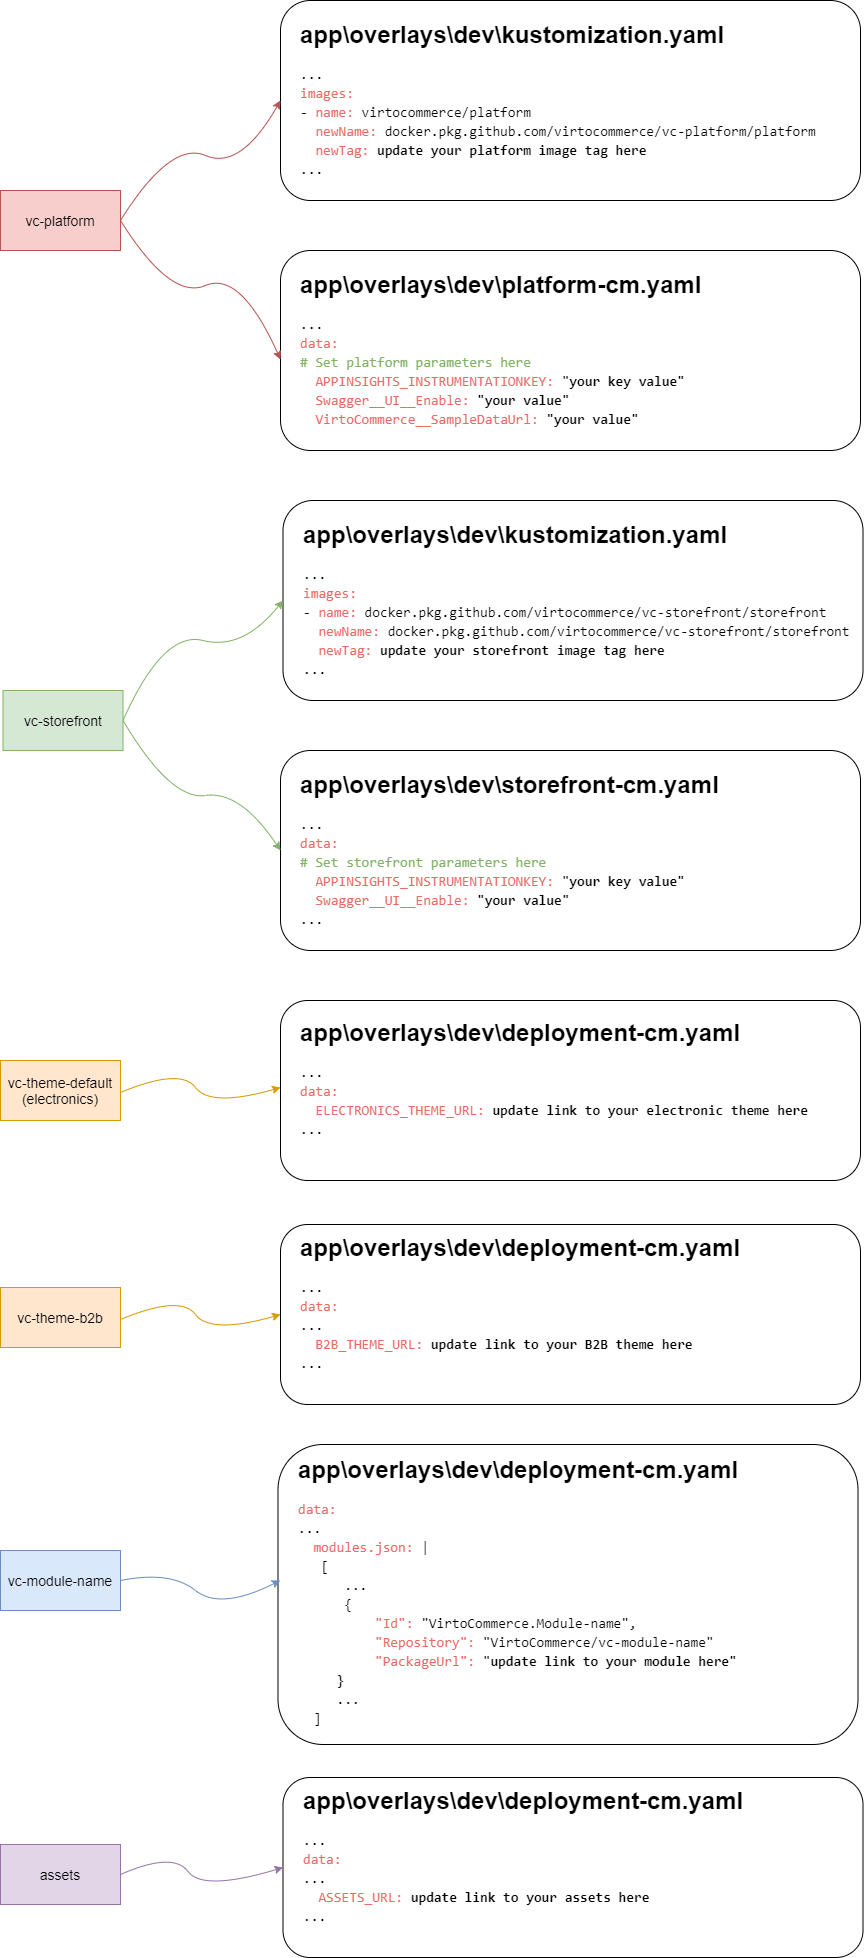 app\overlays\dev\kustomization.yaml
...
images:
- name: virtocommerce/platform
newName: docker.pkg.github.com/virtocommerce/vc-platform/platform
newTag: update your platform image tag here
...
vc-platform
app\overlays\dev\platform-cm.yaml
...
data:
# Set platform parameters here
APPINSIGHTS_INSTRUMENTATIONKEY: "your key value"
Swagger__UI__Enable: "your value"
VirtoCommerce__SampleDataUrl: "your value"
app\overlays\dev\kustomization.yaml
...
images:
- name: docker.pkg.github.com/virtocommerce/vc-storefront/storefront
newName: docker.pkg.github.com/virtocommerce/vc-storefront/storefront
newTag: update your storefront image tag here
...
vc-storefront
app\overlays\dev\storefront-cm.yaml
...
data:
# Set storefront parameters here
APPINSIGHTS_INSTRUMENTATIONKEY: "your key value"
Swagger__UI__Enable: "your value"
...
vc-theme-default
(electronics)
app\overlays\dev\deployment-cm.yaml
...
data:
ELECTRONICS_THEME_URL: update link to your electronic theme here
...
vc-theme-b2b
app\overlays\dev\deployment-cm.yaml
...
data:
...
B2B_THEME_URL: update link to your B2B theme here
...
vc-module-name
app\overlays\dev\deployment-cm.yaml
data:
...
modules.json: |
[
...
{
"Id": "VirtoCommerce.Module-name",
"Repository": "VirtoCommerce/vc-module-name"
"PackageUrl": "update link to your module here"
}
...
]
assets
app\overlays\dev\deployment-cm.yaml
...
data:
...
ASSETS_URL: update link to your assets here
...